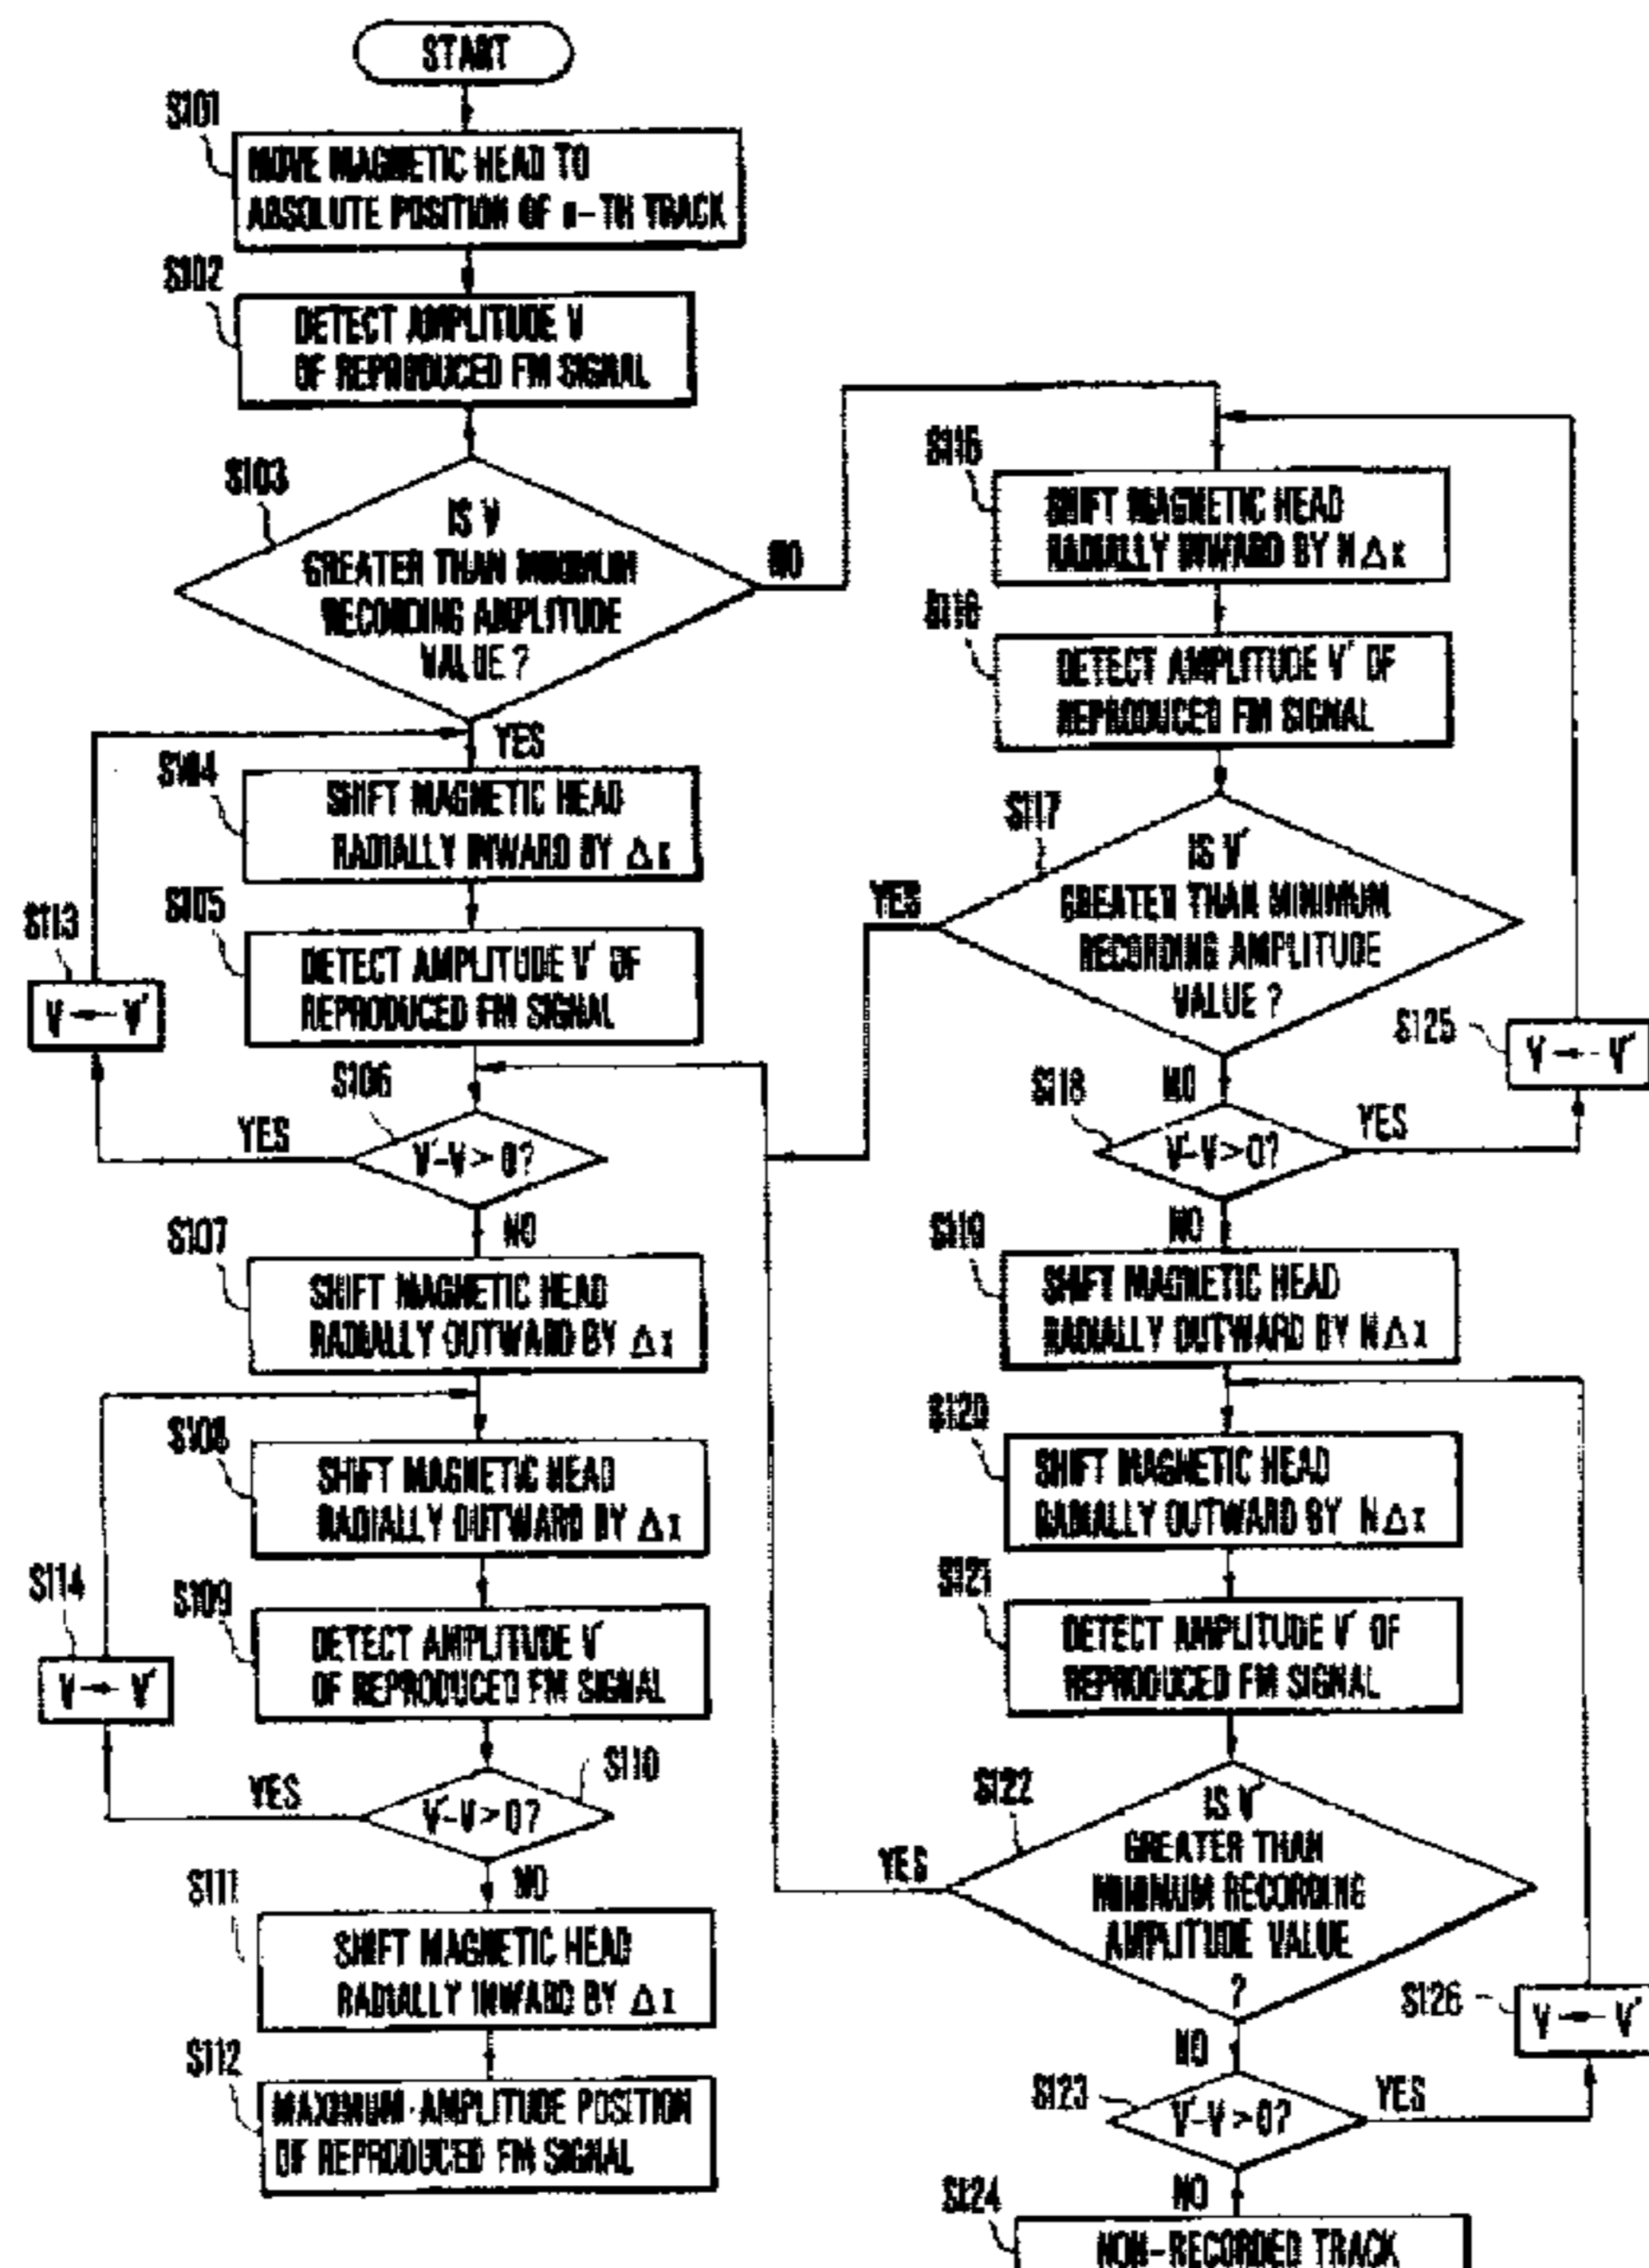 START
S101
MOVE MAGNETIC HEAD TO
ABSOLUTE POSITION OF n-TH TRACK
S102
DETECT AMPLITUDE V
OF REPRODUCED FM SIGNAL
S103
IS V
GREATER THAN MINIMUM
RECORDING AMPLITUDE
VALUE ?
NO
YES
S104
SHIFT MAGNETIC HEAD
RADIALLY INWARD BY Δx
S105
DETECT AMPLITUDE V' OF
REPRODUCED FM SIGNAL
S113
V ← V'
S106
V'-V > 0?
YES
NO
S107
SHIFT MAGNETIC HEAD
RADIALLY OUTWARD BY Δx
S108
SHIFT MAGNETIC HEAD
RADIALLY OUTWARD BY Δx
S109
DETECT AMPLITUDE V'
OF REPRODUCED FM SIGNAL
S114
V ← V'
S110
V'-V > 0?
YES
NO
S111
SHIFT MAGNETIC HEAD
RADIALLY INWARD BY Δx
S112
MAXIMUM-AMPLITUDE POSITION
OF REPRODUCED FM SIGNAL
S115
SHIFT MAGNETIC HEAD
RADIALLY INWARD BY NΔx
S116
DETECT AMPLITUDE V' OF
REPRODUCED FM SIGNAL
S117
IS V'
GREATER THAN MINIMUM
RECORDING AMPLITUDE
VALUE ?
YES
NO
S125
V ← V'
S118
V'-V > 0?
YES
NO
S119
SHIFT MAGNETIC HEAD
RADIALLY OUTWARD BY NΔx
S120
SHIFT MAGNETIC HEAD
RADIALLY OUTWARD BY NΔx
S121
DETECT AMPLITUDE V' OF
REPRODUCED FM SIGNAL
S122
IS V'
GREATER THAN
MINIMUM RECORDING
AMPLITUDE VALUE
?
YES
NO
S126
V ← V'
S123
V'-V > 0?
YES
NO
S124
NON-RECORDED TRACK